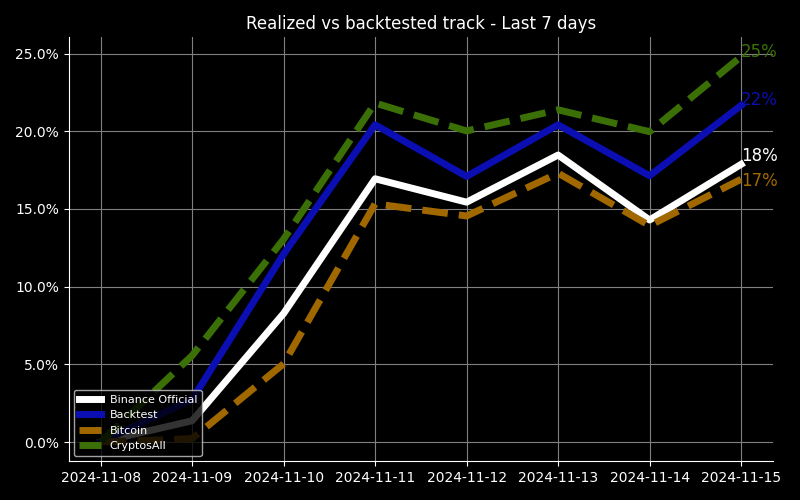 Realized vs backtested track - Last 7 days
25.0%
20.0%
15.0%
10.0%
5.0%
0.0%
25%
22%
18%
17%
Binance Official
Backtest
Bitcoin
CryptosAll
2024-11-08 2024-11-09 2024-11-10 2024-11-11 2024-11-12 2024-11-13 2024-11-14 2024-11-15